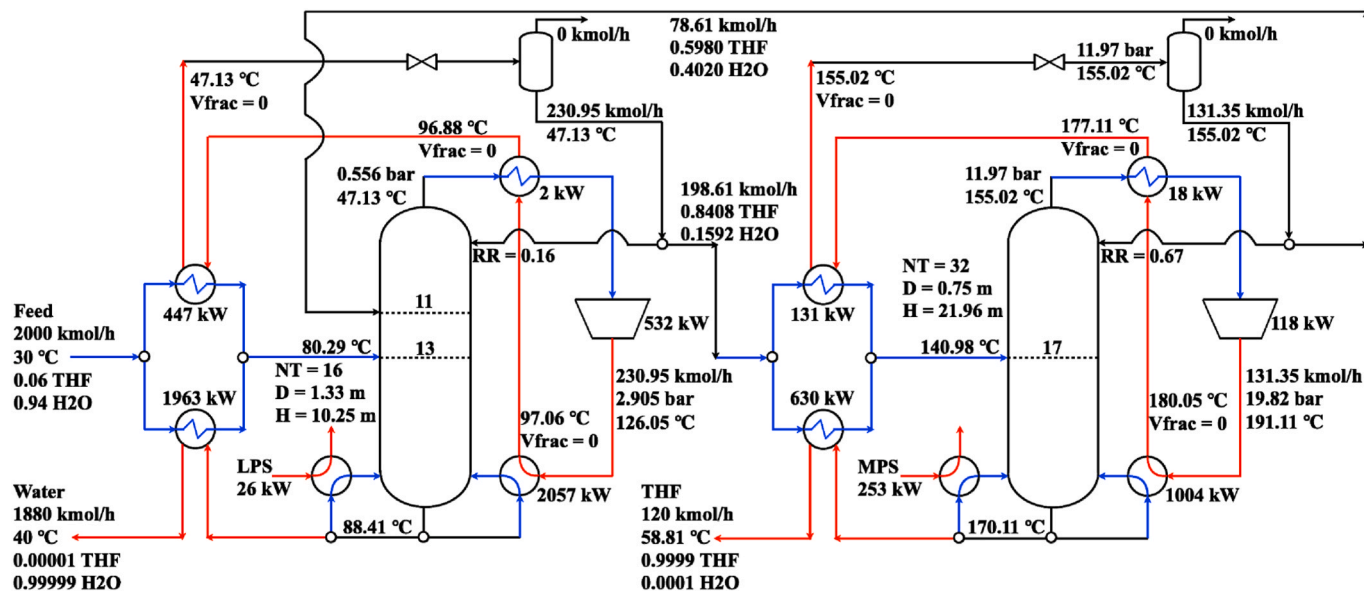 0 kmol/h
78.61 kmol/h
0.5980 THF
0.4020 H2O
0 kmol/h
47.13 ℃
Vfrac = 0
11.97 bar
155.02 ℃
155.02 ℃
Vfrac = 0
230.95 kmol/h
47.13 ℃
131.35 kmol/h
155.02 ℃
96.88 ℃
Vfrac = 0
177.11 ℃
Vfrac = 0
0.556 bar
47.13 ℃
2 kW
198.61 kmol/h
0.8408 THF
0.1592 H2O
11.97 bar
155.02 ℃
18 kW
RR = 0.16
RR = 0.67
NT = 32
D = 0.75 m
H = 21.96 m
Feed
2000 kmol/h
30 ℃
0.06 THF
0.94 H2O
447 kW
11
532 kW
131 kW
118 kW
80.29 ℃
13
140.98 ℃
17
NT = 16
D = 1.33 m
H = 10.25 m
1963 kW
230.95 kmol/h
2.905 bar
126.05 ℃
630 kW
131.35 kmol/h
19.82 bar
191.11 ℃
97.06 ℃
Vfrac = 0
180.05 ℃
Vfrac = 0
LPS
26 kW
2057 kW
MPS
253 kW
1004 kW
Water
1880 kmol/h
40 ℃
0.00001 THF
0.99999 H2O
88.41 ℃
THF
120 kmol/h
58.81 ℃
0.9999 THF
0.0001 H2O
170.11 ℃